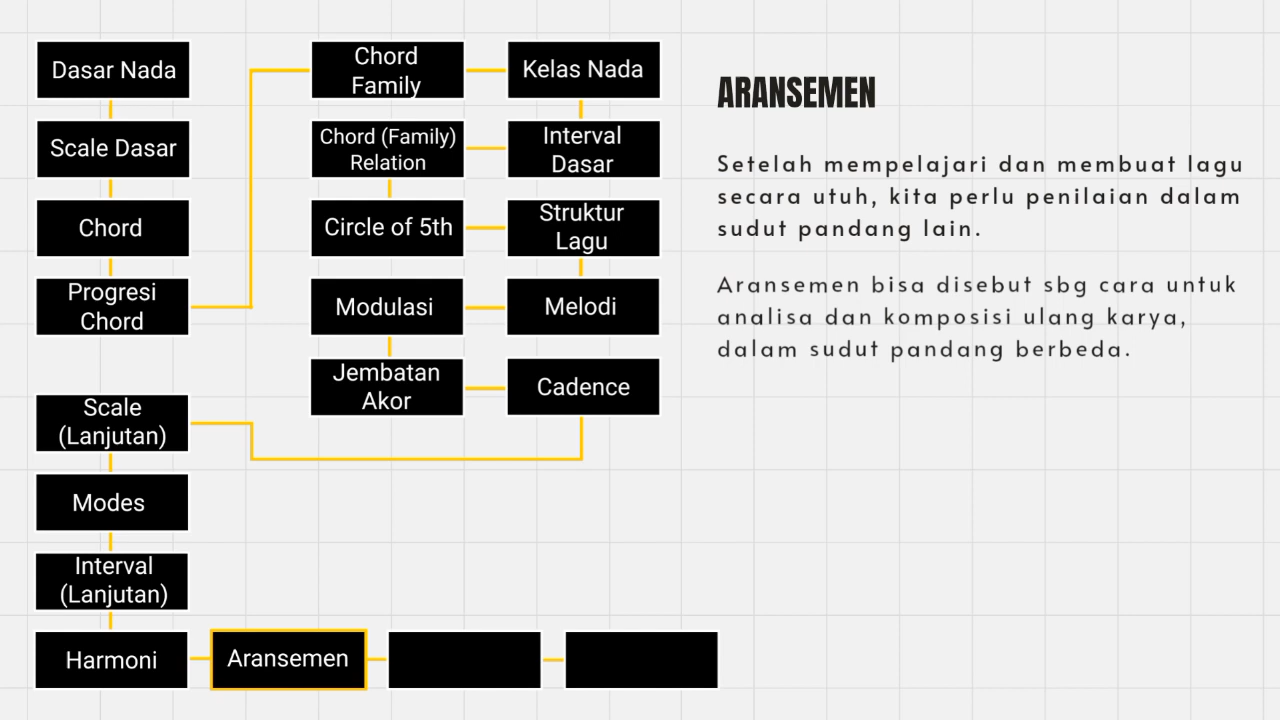 Dasar Nada
Scale Dasar
Chord
Progresi
Chord
Chord
Family
Kelas Nada
Chord (Family)
Relation
Interval
Dasar
Circle of 5th
Struktur
Lagu
Modulasi
Melodi
Jembatan
Akor
Cadence
Scale
(Lanjutan)
Modes
Interval
(Lanjutan)
Harmoni
Aransemen
ARANSEMEN
Setelah mempelajari dan membuat lagu
secara utuh, kita perlu penilaian dalam
sudut pandang lain.
Aransemen bisa disebut sbg cara untuk
analisa dan komposisi ulang karya,
dalam sudut pandang berbeda.